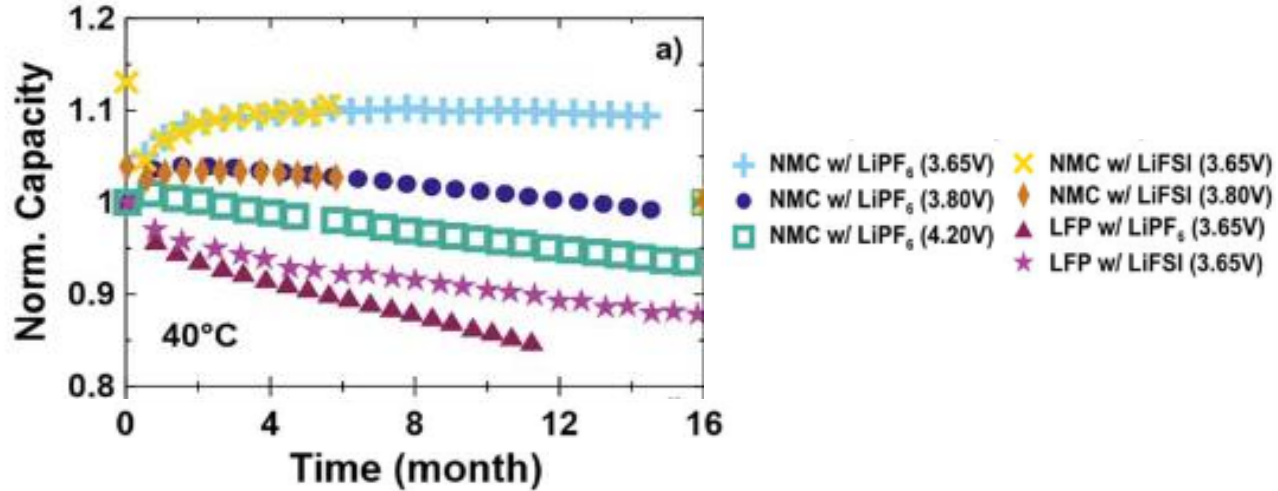 1.2
a)
1.1
1
0.9
0.8
Norm. Capacity
40°C
0 4 8 12 16
Time (month)
NMC w/ LiPF₆ (3.65V)
NMC w/ LiPF₆ (3.80V)
NMC w/ LiPF₆ (4.20V)
NMC w/ LiFSI (3.65V)
NMC w/ LiFSI (3.80V)
LFP w/ LiPF₆ (3.65V)
LFP w/ LiFSI (3.65V)